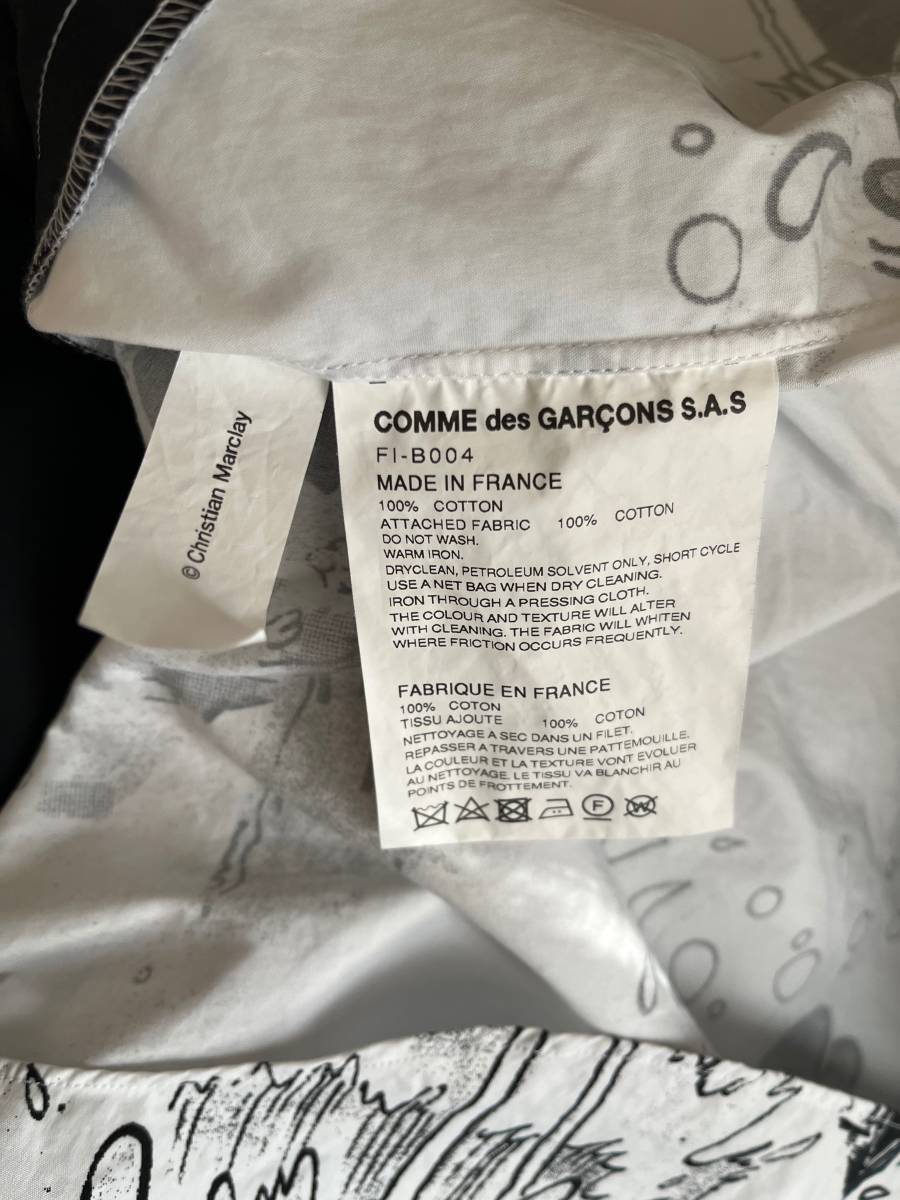 © Christian Marclay
COMME des GARÇONS S.A.S
FI-B004
MADE IN FRANCE
100% COTTON
ATTACHED FABRIC 100% COTTON
DO NOT WASH.
WARM IRON.
DRYCLEAN, PETROLEUM SOLVENT ONLY, SHORT CYCLE
USE A NET BAG WHEN DRY CLEANING.
IRON THROUGH A PRESSING CLOTH.
THE COLOUR AND TEXTURE WILL ALTER
WITH CLEANING. THE FABRIC WILL WHITEN
WHERE FRICTION OCCURS FREQUENTLY.
FABRIQUE EN FRANCE
100% COTON
TISSU AJOUTE 100% COTON
NETTOYAGE A SEC DANS UN FILET.
REPASSER A TRAVERS UNE PATTEMOUILLE.
LA COULEUR ET LA TEXTURE VONT EVOLUER
AU NETTOYAGE. LE TISSU VA BLANCHIR AU
POINTS DE FROTTEMENT.
F W